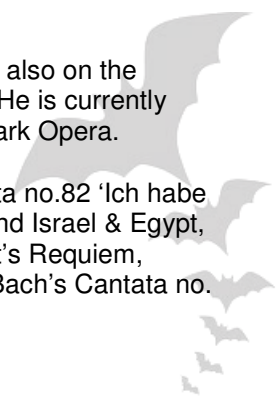 also on the
He is currently
ark Opera.
ta no.82 ‘Ich habe
nd Israel & Egypt,
t’s Requiem,
Bach’s Cantata no.